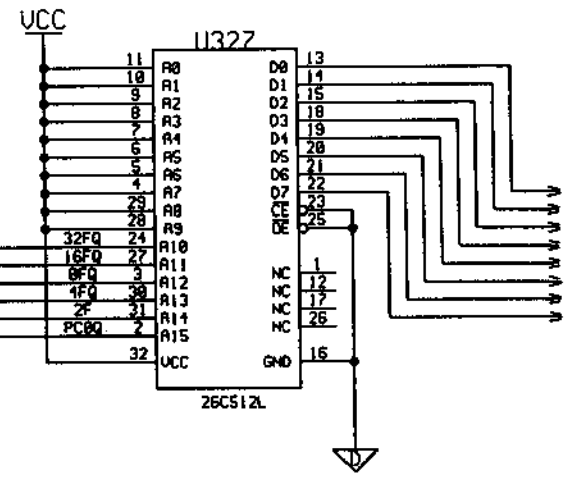 VCC
U327
11 A0 D0 13
10 A1 D1 14
9 A2 D2 15
8 A3 D3 18
7 A4 D4 19
6 A5 D5 20
5 A6 D6 21
4 A7 D7 22
29 A8 CE 23
28 A9 OE 25
32FQ 24 A10
16FQ 27 A11 NC 1
8FQ 3 A12 NC 12
4FQ 30 A13 NC 17
2F 31 A14 NC 26
PC0Q 2 A15
32 VCC GND 16
26C512L
D